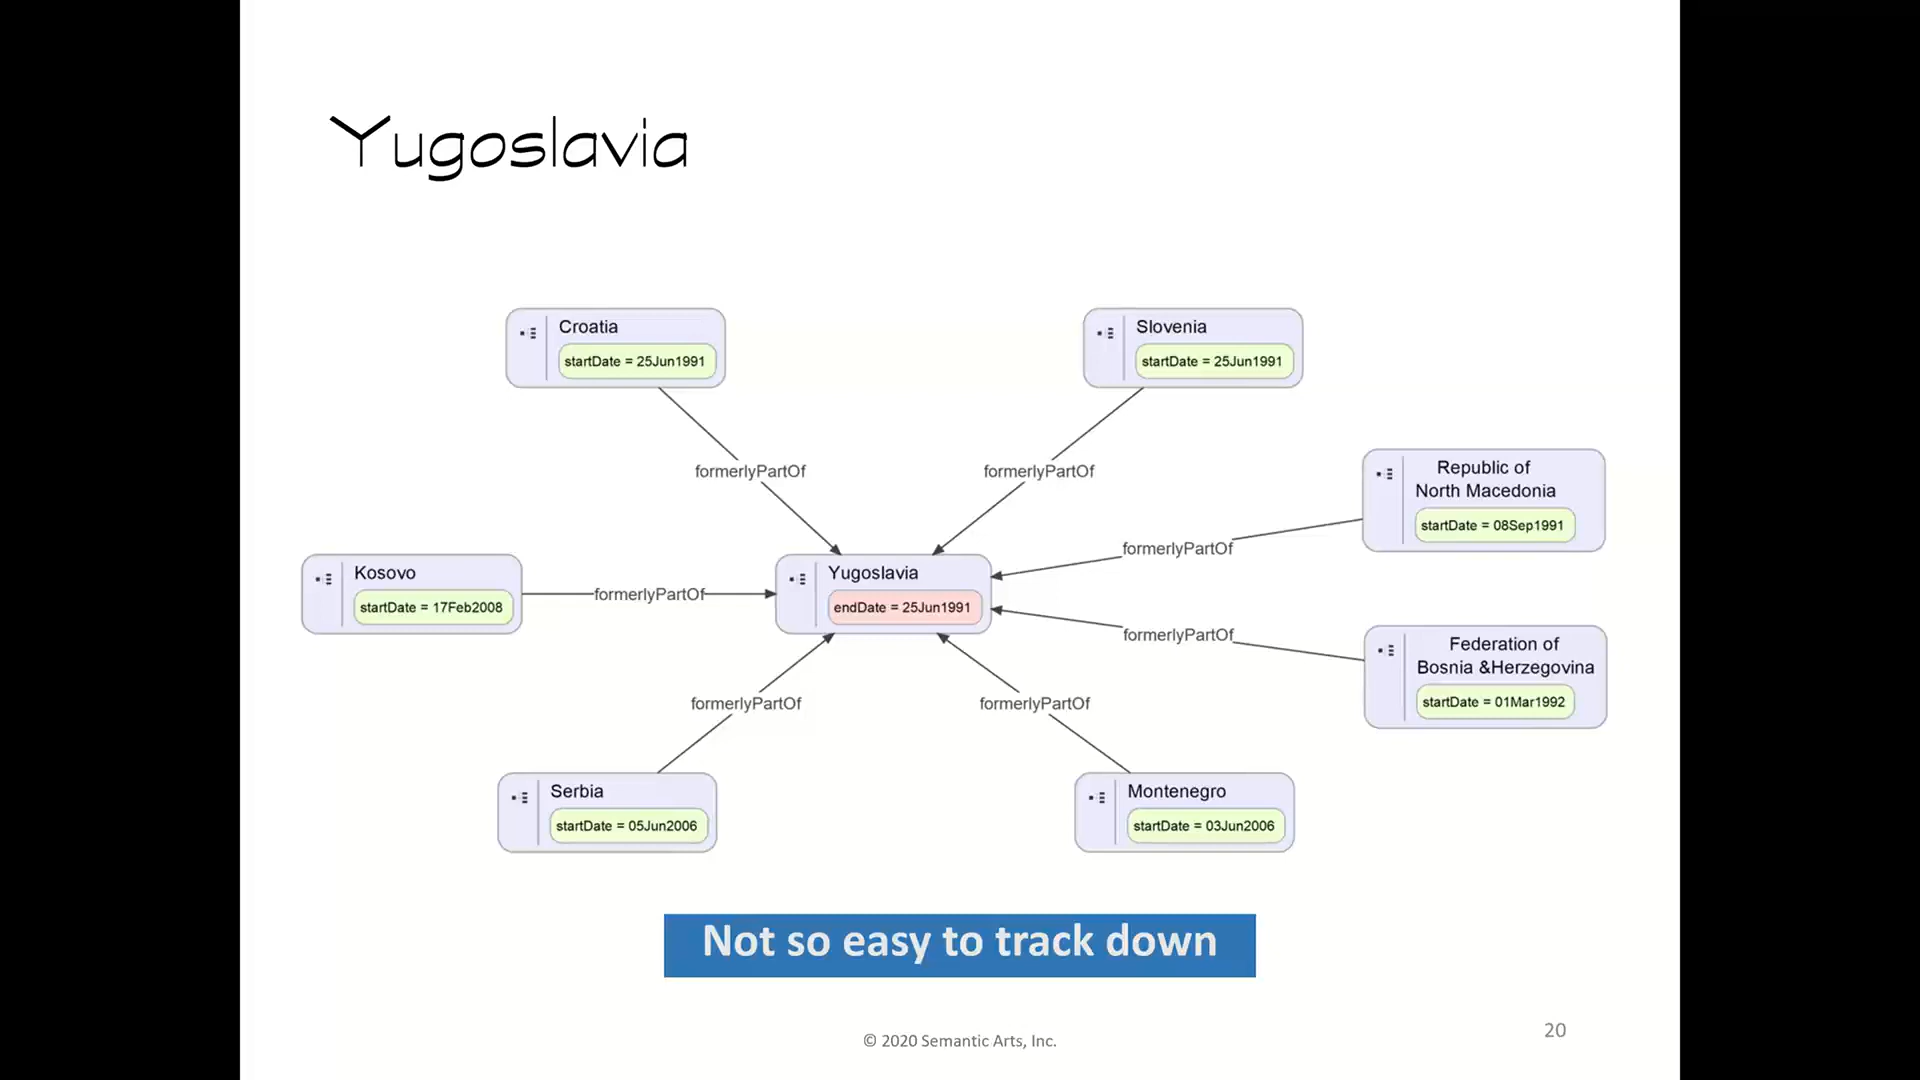 Yugoslavia
Croatia
startDate = 25Jun1991
Slovenia
startDate = 25Jun1991
formerlyPartOf
formerlyPartOf
Republic of
North Macedonia
startDate = 08Sep1991
formerlyPartOf
Kosovo
startDate = 17Feb2008
formerlyPartOf
Yugoslavia
endDate = 25Jun1991
formerlyPartOf
Federation of
Bosnia &Herzegovina
startDate = 01Mar1992
formerlyPartOf
formerlyPartOf
Serbia
startDate = 05Jun2006
Montenegro
startDate = 03Jun2006
Not so easy to track down
© 2020 Semantic Arts, Inc.
20